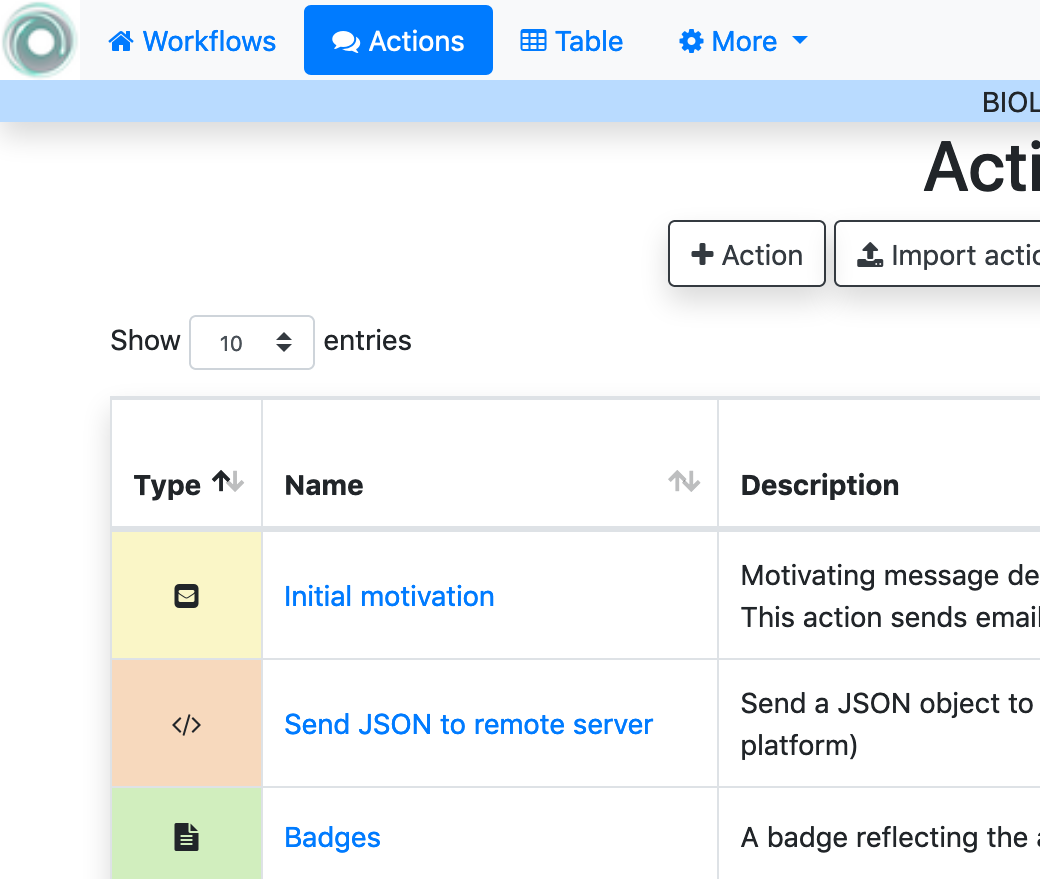 Workflows Actions Table More
BIOL
Acti
Action Import actio
Show 10 entries
Type Name Description
Initial motivation
Motivating message de
This action sends email
Send JSON to remote server
Send a JSON object to
platform)
Badges
A badge reflecting the a